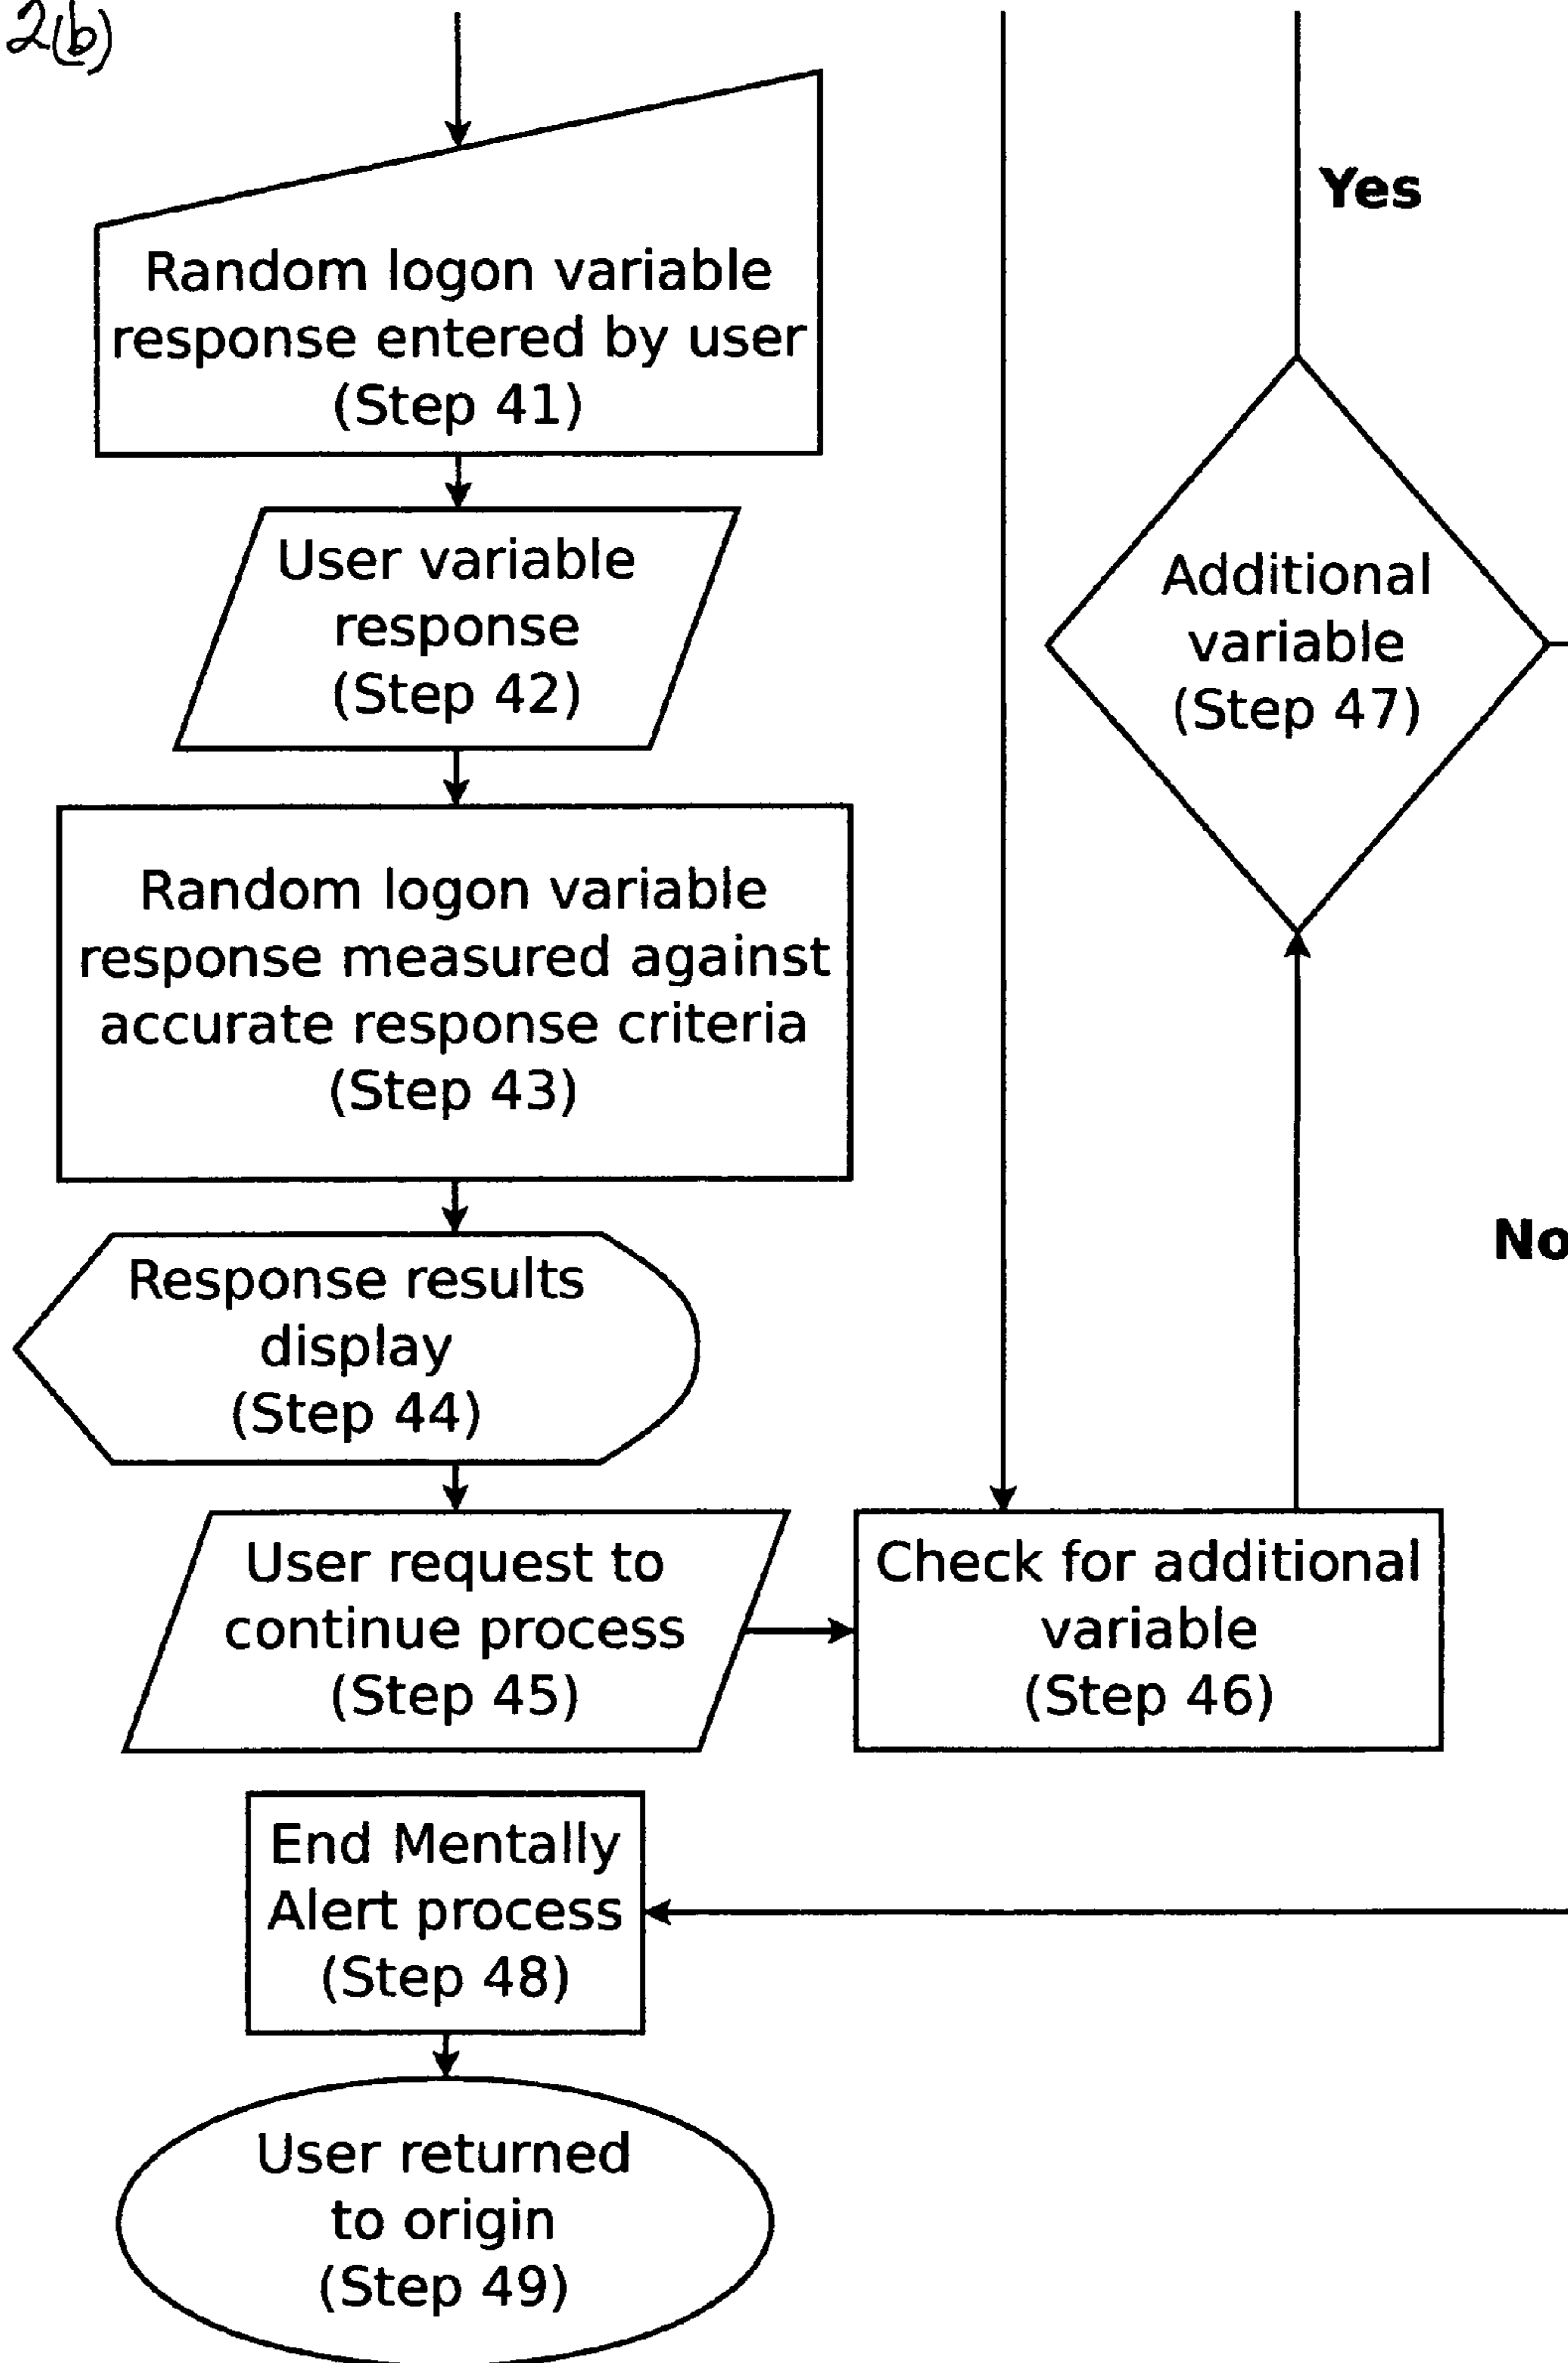 2(b)
Random logon variable
response entered by user
(Step 41)
Yes
User variable
response
(Step 42)
Additional
variable
(Step 47)
Random logon variable
response measured against
accurate response criteria
(Step 43)
No
Response results
display
(Step 44)
User request to
continue process
(Step 45)
Check for additional
variable
(Step 46)
End Mentally
Alert process
(Step 48)
User returned
to origin
(Step 49)